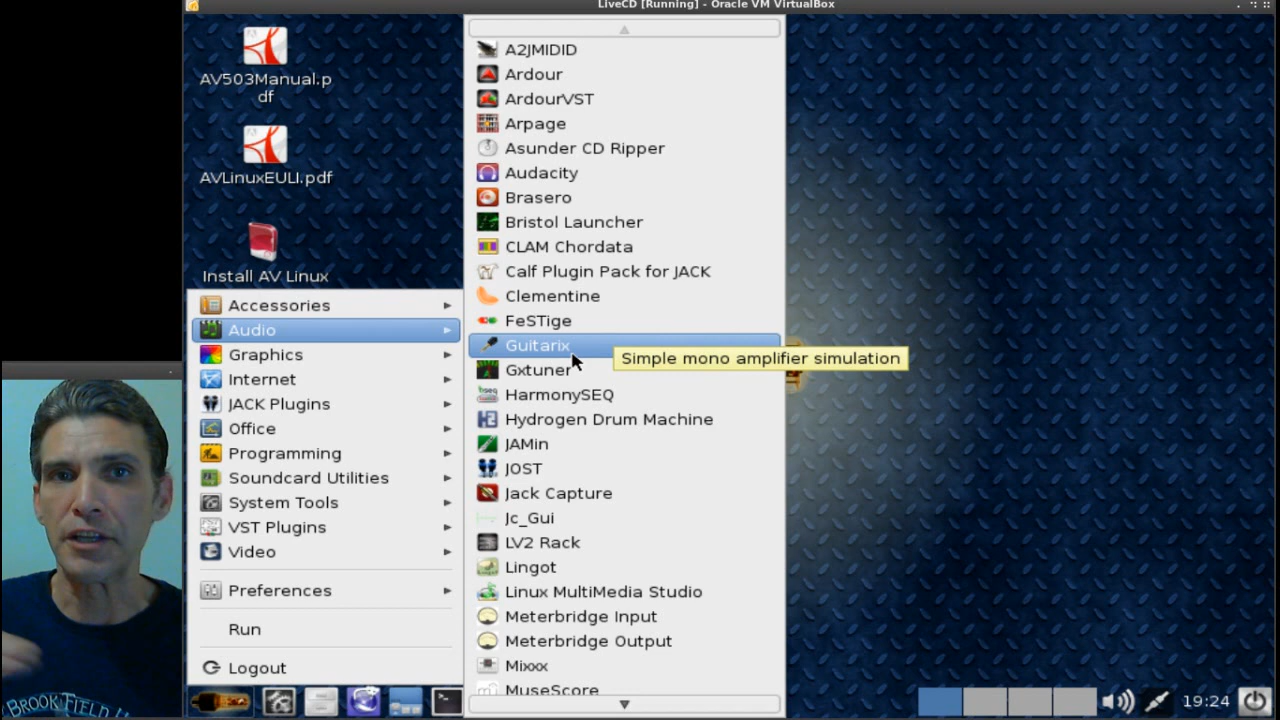 LiveCD [Running] - Oracle VM VirtualBox
AV503Manual.p
df
AVLinuxEULI.pdf
Install AV Linux
Accessories
Audio
Graphics
Internet
JACK Plugins
Office
Programming
Soundcard Utilities
System Tools
VST Plugins
Video
Preferences
Run
Logout
A2JMIDID
Ardour
ArdourVST
Arpage
Asunder CD Ripper
Audacity
Brasero
Bristol Launcher
CLAM Chordata
Calf Plugin Pack for JACK
Clementine
FeSTige
Guitarix
Simple mono amplifier simulation
Gxtuner
HarmonySEQ
Hydrogen Drum Machine
JAMin
JOST
Jack Capture
Jc_Gui
LV2 Rack
Lingot
Linux MultiMedia Studio
Meterbridge Input
Meterbridge Output
Mixxx
MuseScore
BROOK FIELD
19:24